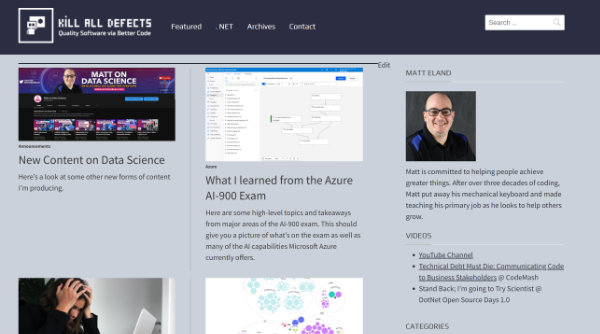 KiLL ALL DEFECTS
Quality Software via Better Code
Featured
. NET
Archives
Contact
Search ...
Edit
MATT ON
DATA SCIENCE
Announcements
New Content on Data Science
Here's a look at some other new forms of content
I'm producing.
Azure
What I learned from the Azure
AI-900 Exam
Here are some high-level topics and takeaways
from major areas of the AI-900 exam. This should
give you a picture of what's on the exam as well as
many of the AI capabilities Microsoft Azure
currently offers.
MATT ELAND
Matt is committed to helping people achieve
greater things. After over three decades of coding,
Matt put away his mechanical keyboard and made
teaching his primary job as he looks to help others
grow.
VIDEOS
YouTube Channel
Technical Debt Must Die: Communicating Code
to Business Stakeholders @ CodeMash
Stand Back; I'm going to Try Scientist @
DotNet Open Source Days 1.0
CATEGORIES